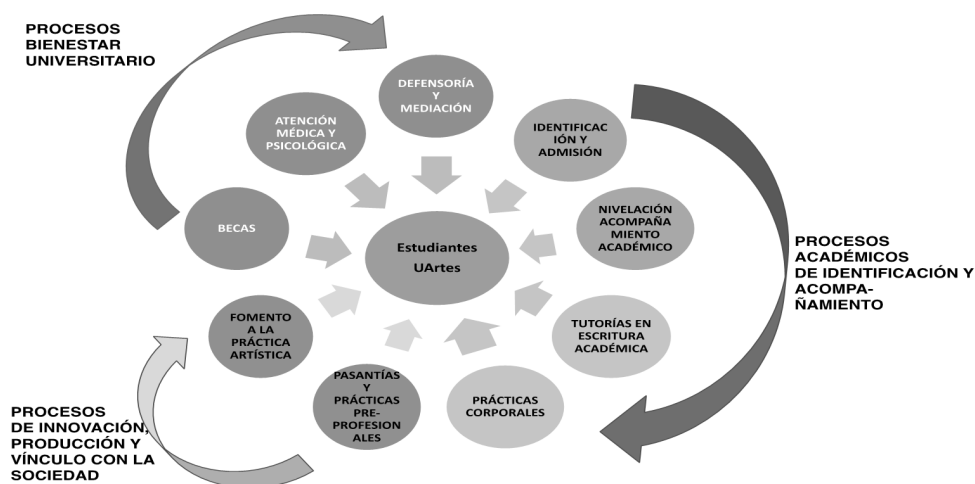 PROCESOS
BIENESTAR
UNIVERSITARIO
DEFENSORÍA
Y
MEDIACIÓN
ATENCIÓN
MÉDICA Y
PSICOLÓGICA
IDENTIFICAC
IÓN Y
ADMISIÓN
BECAS
NIVELACIÓN
ACOMPAÑA
MIENTO
ACADÉMICO
Estudiantes
UArtes
PROCESOS
ACADÉMICOS
DE IDENTIFICACIÓN Y
ACOMPA-
ÑAMIENTO
FOMENTO
A LA
PRÁCTICA
ARTÍSTICA
TUTORÍAS EN
ESCRITURA
ACADÉMICA
PASANTÍAS
Y
PRÁCTICAS
PRE-
PROFESION
ALES
PRÁCTICAS
CORPORALES
PROCESOS
DE INNOVACIÓN,
PRODUCCIÓN Y
VÍNCULO CON LA
SOCIEDAD